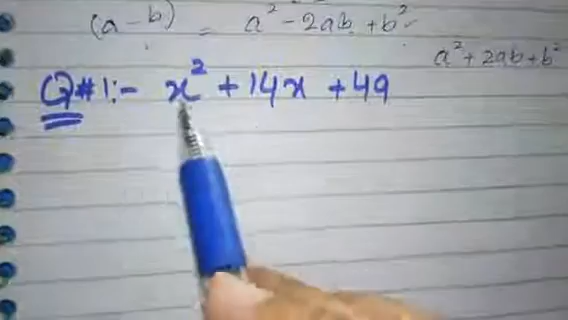 (a - b) = a² - 2ab + b²
a² + 2ab + b²
Q#1:- x² + 14x + 49